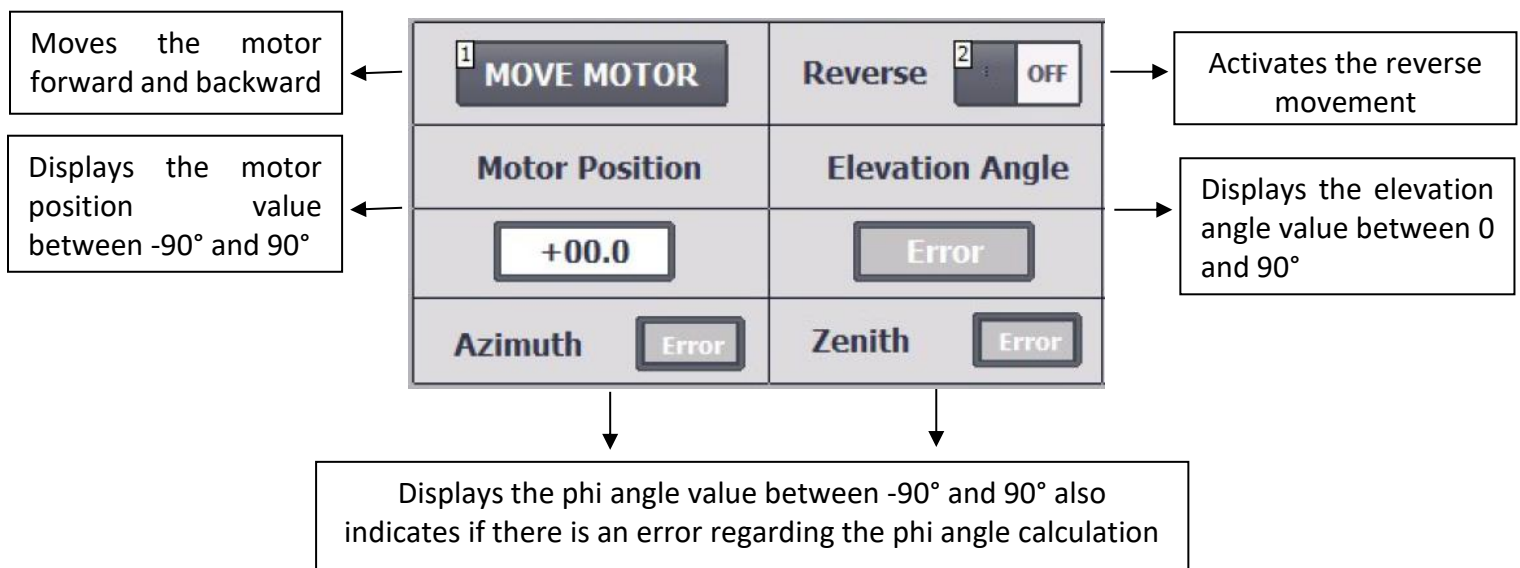 Moves the motor
forward and backward
1
MOVE MOTOR
Reverse
2
OFF
Activates the reverse
movement
Displays the motor
position value
between -90° and 90°
Motor Position
Elevation Angle
Displays the elevation
angle value between 0
and 90°
+00.0
Error
Azimuth
Error
Zenith
Error
Displays the phi angle value between -90° and 90° also
indicates if there is an error regarding the phi angle calculation